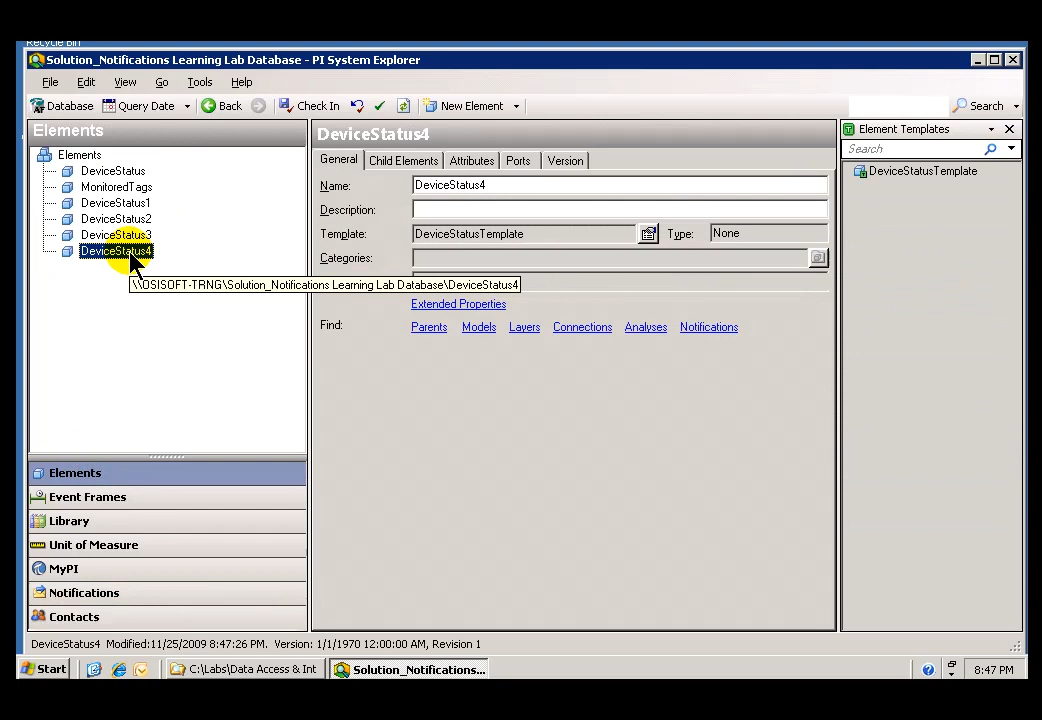 Recycle Bin
Solution_Notifications Learning Lab Database - PI System Explorer
File Edit View Go Tools Help
Database Query Date Back Check In New Element Search
Elements
Elements
DeviceStatus
MonitoredTags
DeviceStatus1
DeviceStatus2
DeviceStatus3
DeviceStatus4
\\OSISOFT-TRNG\Solution_Notifications Learning Lab Database\DeviceStatus4
Elements
Event Frames
Library
Unit of Measure
MyPI
Notifications
Contacts
DeviceStatus4
General Child Elements Attributes Ports Version
Name: DeviceStatus4
Description:
Template: DeviceStatusTemplate Type: None
Categories:
Extended Properties
Find: Parents Models Layers Connections Analyses Notifications
Element Templates
Search
DeviceStatusTemplate
DeviceStatus4 Modified:11/25/2009 8:47:26 PM. Version: 1/1/1970 12:00:00 AM, Revision 1
Start C:\Labs\Data Access & Int Solution_Notifications... 8:47 PM